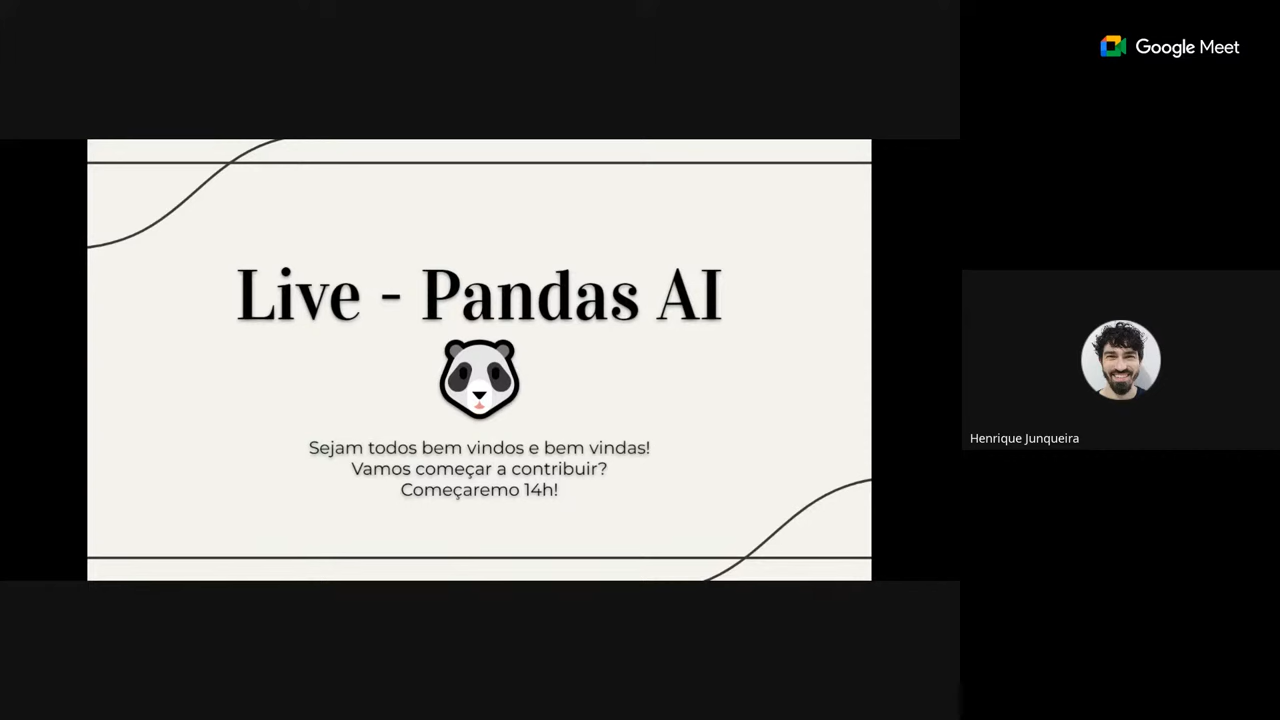 Google Meet
Live - Pandas AI
Sejam todos bem vindos e bem vindas!
Vamos começar a contribuir?
Começaremo 14h!
Henrique Junqueira